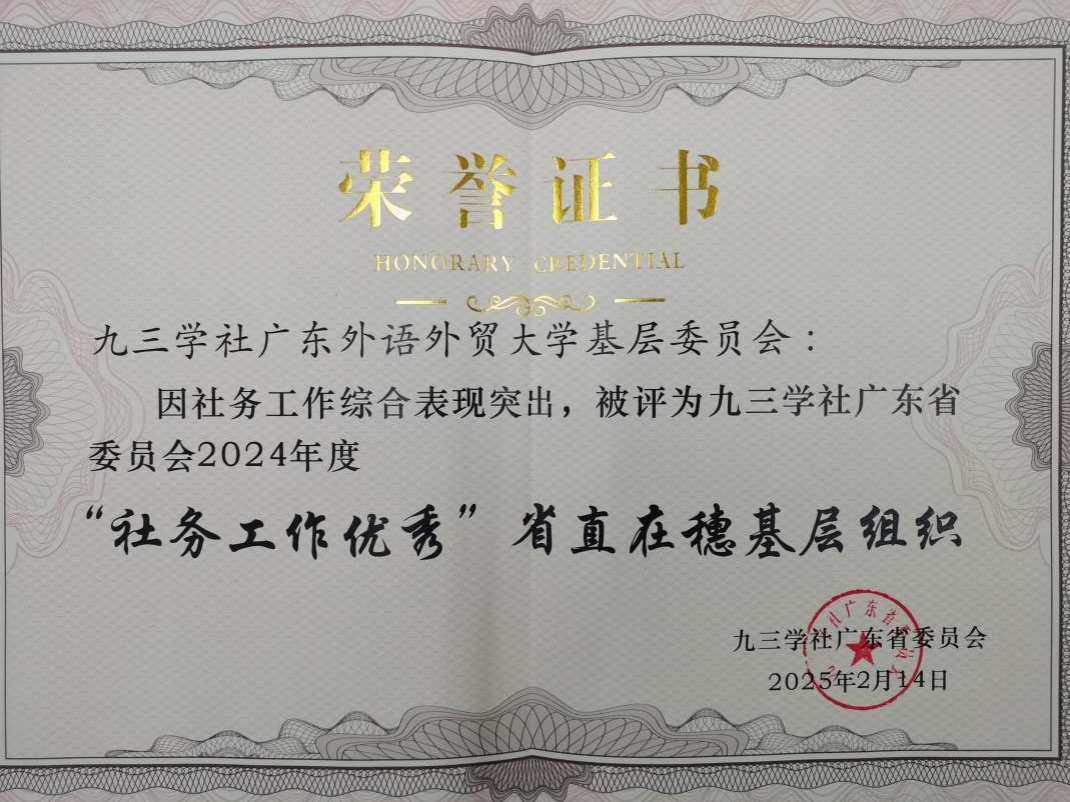 荣誉证书
HONORARY CREDENTIAL
九三学社广东外语外贸大学基层委员会：
因社务工作综合表现突出，被评为九三学社广东省
委员会2024年度
“社务工作优秀”省直在穗基层组织
九三学社广东省委员会
2025年2月14日